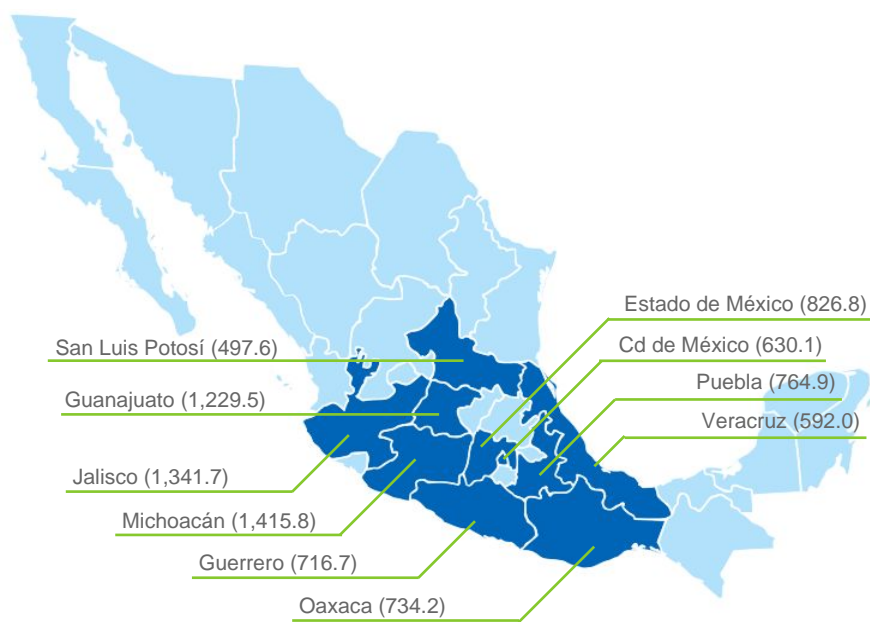 Estado de México (826.8)
San Luis Potosí (497.6)
Cd de México (630.1)
Puebla (764.9)
Guanajuato (1,229.5)
Veracruz (592.0)
Jalisco (1,341.7)
Michoacán (1,415.8)
Guerrero (716.7)
Oaxaca (734.2)